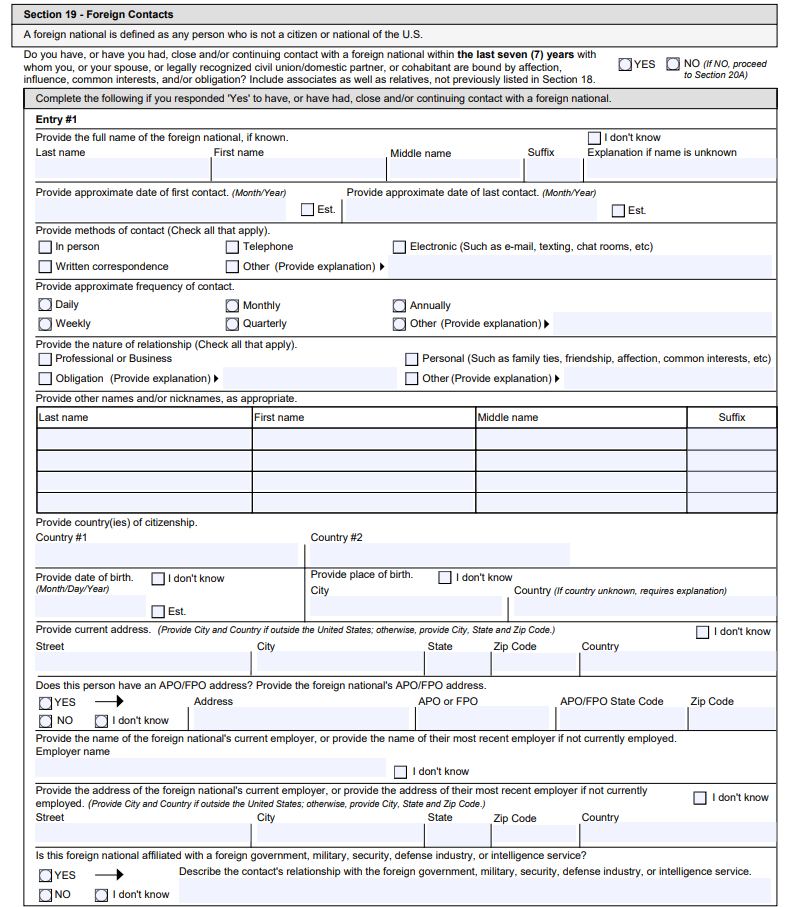 Section 19 - Foreign Contacts
A foreign national is defined as any person who is not a citizen or national of the U.S.
Do you have, or have you had, close and/or continuing contact with a foreign national within the last seven (7) years with
whom you, or your spouse, or legally recognized civil union/domestic partner, or cohabitant are bound by affection,
influence, common interests, and/or obligation? Include associates as well as relatives, not previously listed in Section 18.
YES
NO (If NO, proceed
to Section 20A)
Complete the following if you responded 'Yes' to have, or have had, close and/or continuing contact with a foreign national.
Entry #1
Provide the full name of the foreign national, if known.
I don't know
Last name First name Middle name Suffix Explanation if name is unknown
Provide approximate date of first contact. (Month/Year) Provide approximate date of last contact. (Month/Year)
Est. Est.
Provide methods of contact (Check all that apply).
In person Telephone Electronic (Such as e-mail, texting, chat rooms, etc)
Written correspondence Other (Provide explanation)
Provide approximate frequency of contact.
Daily Monthly Annually
Weekly Quarterly Other (Provide explanation)
Provide the nature of relationship (Check all that apply).
Professional or Business Personal (Such as family ties, friendship, affection, common interests, etc)
Obligation (Provide explanation) Other (Provide explanation)
Provide other names and/or nicknames, as appropriate.
Last name First name Middle name Suffix
Provide country(ies) of citizenship.
Country #1 Country #2
Provide date of birth. I don't know Provide place of birth. I don't know
(Month/Day/Year) City Country (If country unknown, requires explanation)
Est.
Provide current address. (Provide City and Country if outside the United States; otherwise, provide City, State and Zip Code.) I don't know
Street City State Zip Code Country
Does this person have an APO/FPO address? Provide the foreign national's APO/FPO address.
YES Address APO or FPO APO/FPO State Code Zip Code
NO I don't know
Provide the name of the foreign national's current employer, or provide the name of their most recent employer if not currently employed.
Employer name
I don't know
Provide the address of the foreign national's current employer, or provide the address of their most recent employer if not currently
employed. (Provide City and Country if outside the United States; otherwise, provide City, State and Zip Code.)
I don't know
Street City State Zip Code Country
Is this foreign national affiliated with a foreign government, military, security, defense industry, or intelligence service?
YES Describe the contact's relationship with the foreign government, military, security, defense industry, or intelligence service.
NO I don't know